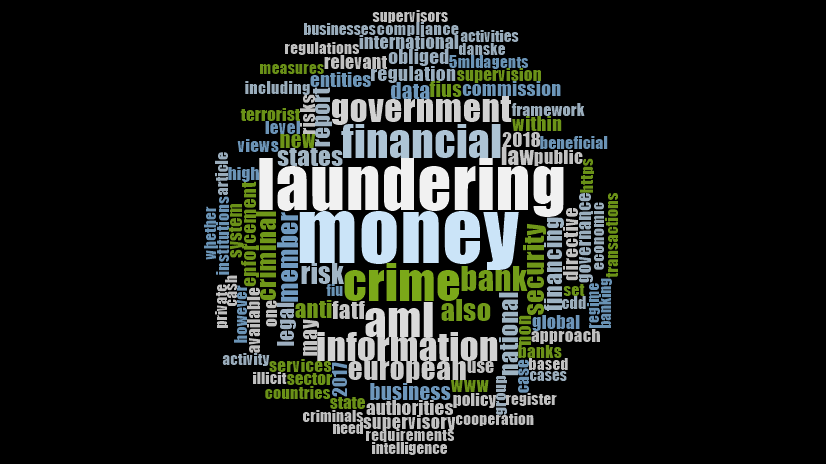 supervisors
businesses compliance
activities
regulations international danske
relevant obliged 5mld agents
measures entities regulation supervision
including data fius commission
terrorist risks report government framework
level new financial 2018 within beneficial
views states law public
high laundering https
article
whether institutions system enforcement criminal member money security financing directive governance economic transactions
risk crime bank
private cash however available one legal fiu set cdd regime banking
anti fatf aml also mon global
may information national approach
banks
activity services european use case based cases
illicit sector 2017 business www group
countries state authorities policy register
criminals supervisory cooperation
need requirements
intelligence